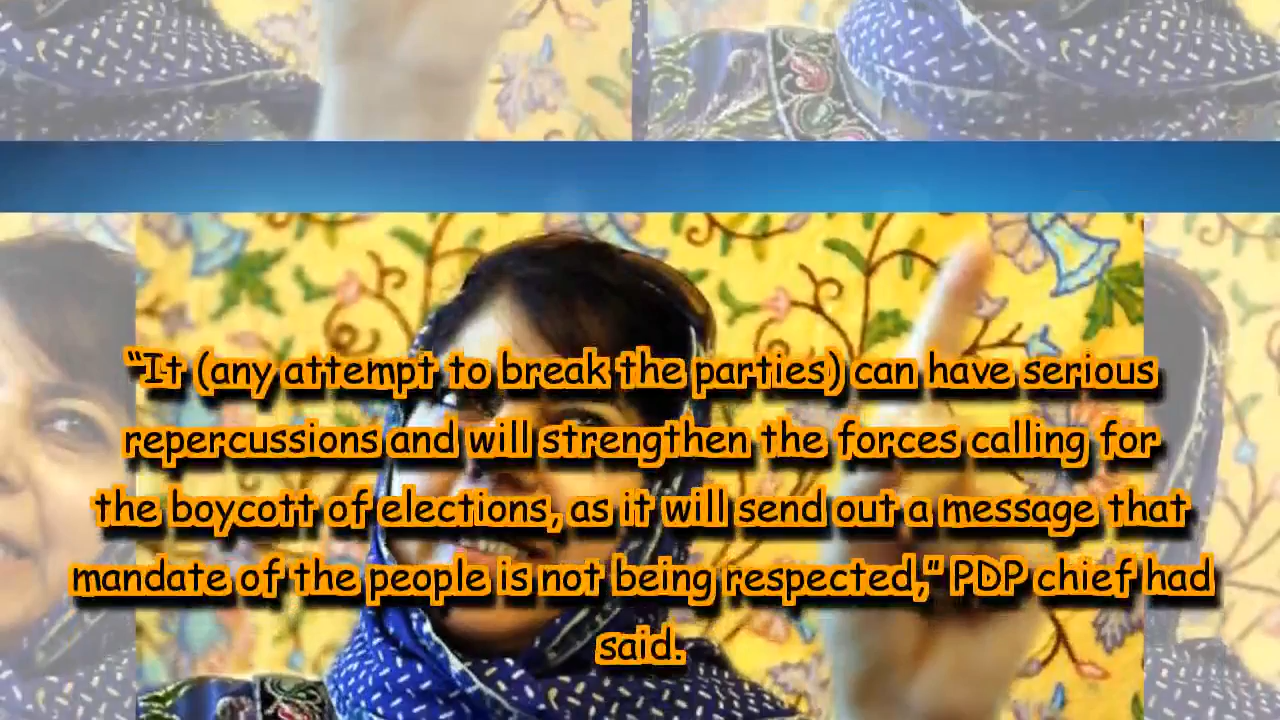 “It (any attempt to break the parties) can have serious
repercussions and will strengthen the forces calling for
the boycott of elections, as it will send out a message that
mandate of the people is not being respected,” PDP chief had
said.